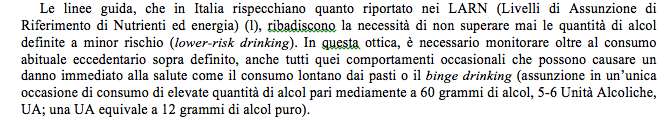 Le linee guida, che in Italia rispecchiano quanto riportato nei LARN (Livelli di Assunzione di
Riferimento di Nutrienti ed energia) (l), ribadiscono la necessità di non superare mai le quantità di alcol
definite a minor rischio (lower-risk drinking). In questa ottica, è necessario monitorare oltre al consumo
abituale eccedentario sopra definito, anche tutti quei comportamenti occasionali che possono causare un
danno immediato alla salute come il consumo lontano dai pasti o il binge drinking (assunzione in un’unica
occasione di consumo di elevate quantità di alcol pari mediamente a 60 grammi di alcol, 5-6 Unità Alcoliche,
UA; una UA equivale a 12 grammi di alcol puro).